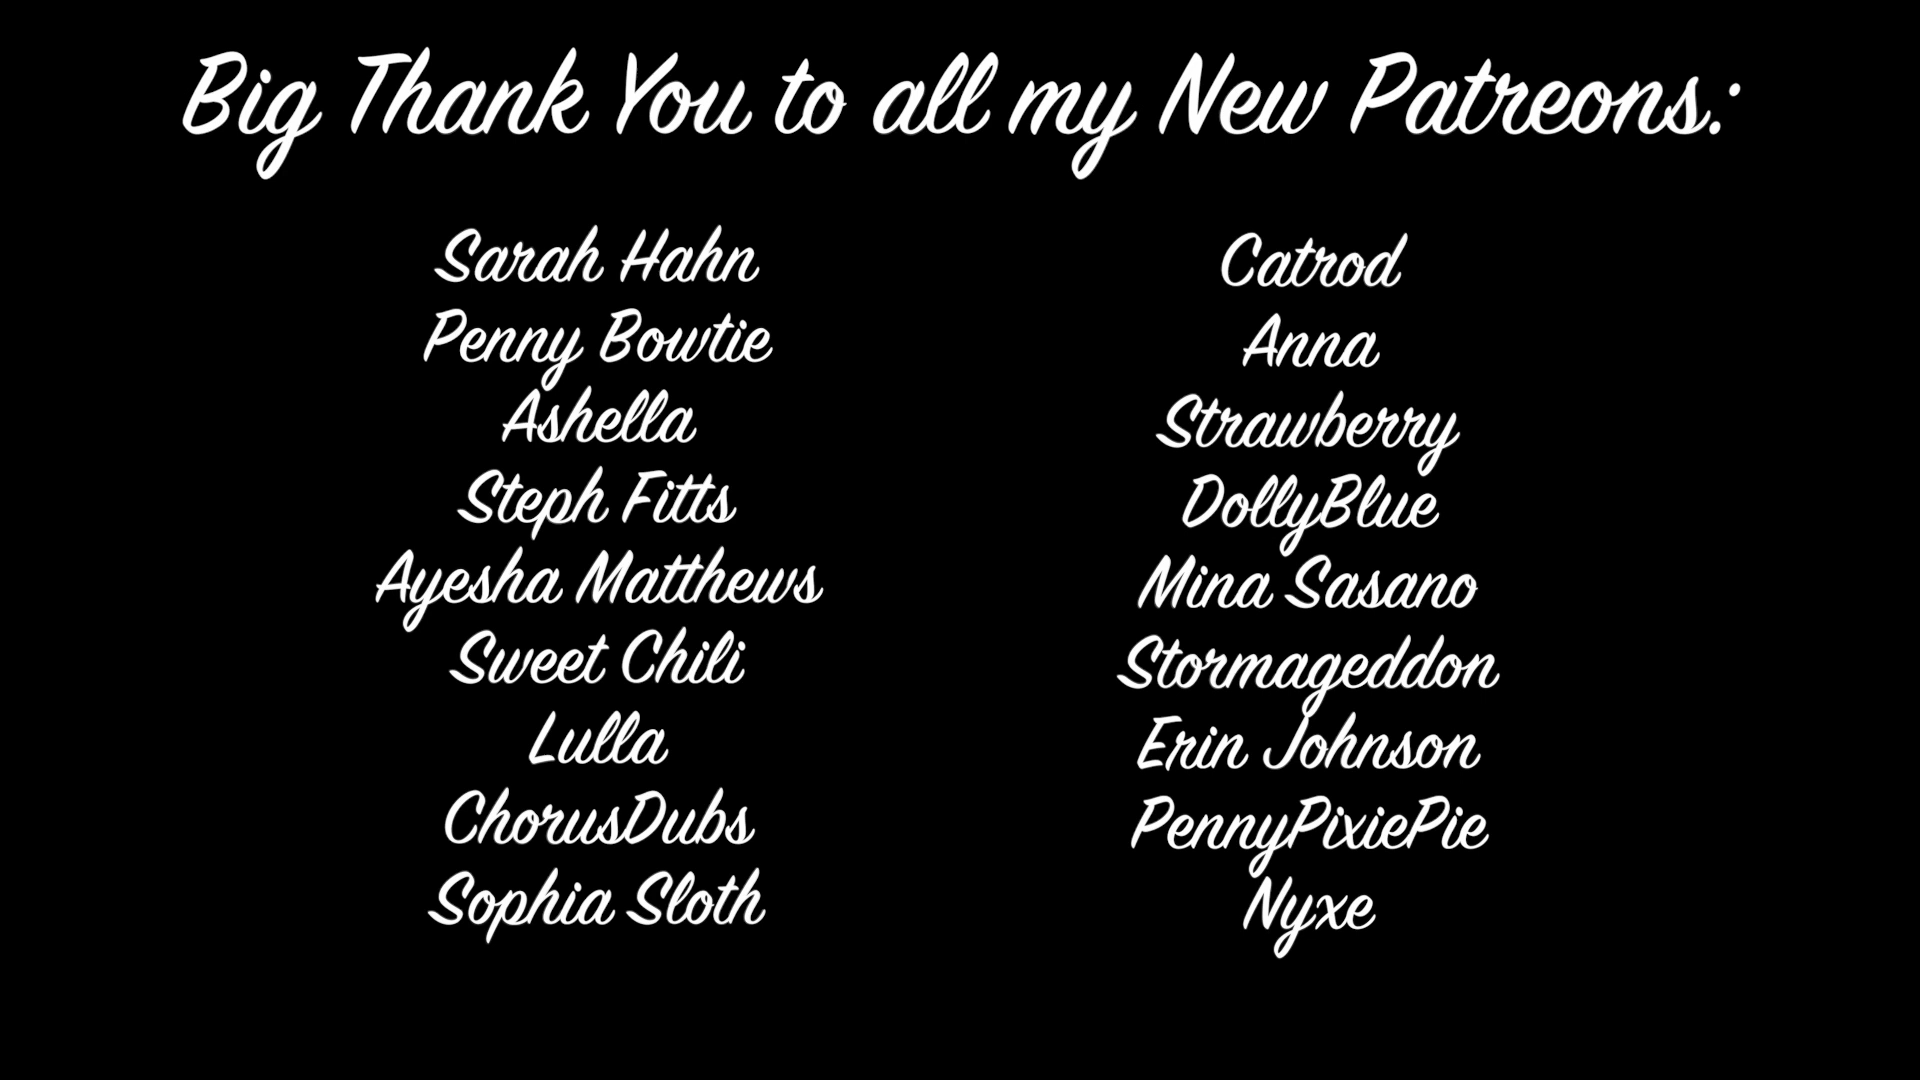 Big Thank You to all my New Patreons:
Sarah Hahn
Penny Bowtie
Ashella
Steph Fitts
Ayesha Matthews
Sweet Chili
Lulla
ChorusDubs
Sophia Sloth
Catrod
Anna
Strawberry
DollyBlue
Mina Sasano
Stormageddon
Erin Johnson
PennyPixiePie
Nyxe